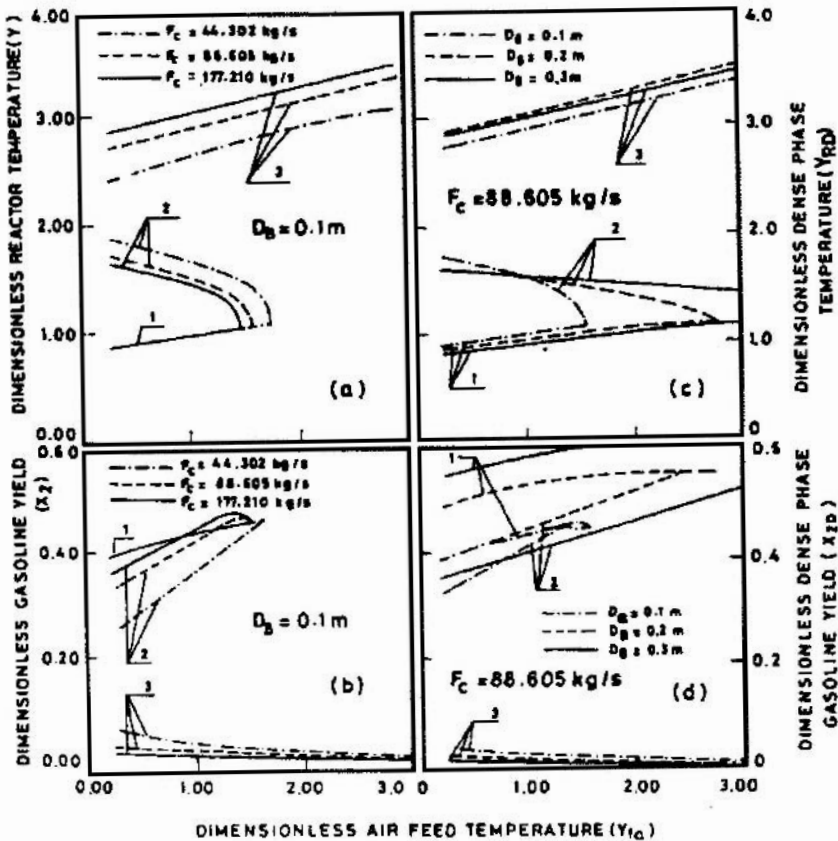 DIMENSIONLESS REACTOR TEMPERATURE (Y)
4.00
3.00
2.00
1.00
0.00
F_C = 44.302 kg/s
F_C = 88.605 kg/s
F_C = 177.210 kg/s
3
2
D_B = 0.1m
1
(a)
D_B = 0.1 m
D_B = 0.2 m
D_B = 0.3 m
3
F_C = 88.605 kg/s
2
1
(c)
4.0
3.0
2.0
1.0
0
DIMENSIONLESS DENSE PHASE
TEMPERATURE (Y_RD)
DIMENSIONLESS GASOLINE YIELD
(X_2)
0.60
0.40
0.20
0.00
F_C = 44.302 kg/s
F_C = 88.605 kg/s
F_C = 177.210 kg/s
1
D_B = 0.1m
2
3
(b)
1
3
D_B = 0.1 m
D_B = 0.2 m
D_B = 0.3 m
F_C = 88.605 kg/s
(d)
3
0.4
0.2
0
DIMENSIONLESS DENSE PHASE
GASOLINE YIELD (X_2D)
0.00
1.00
2.00
3.00
0
1.00
2.00
3.00
DIMENSIONLESS AIR FEED TEMPERATURE (Y_fa)